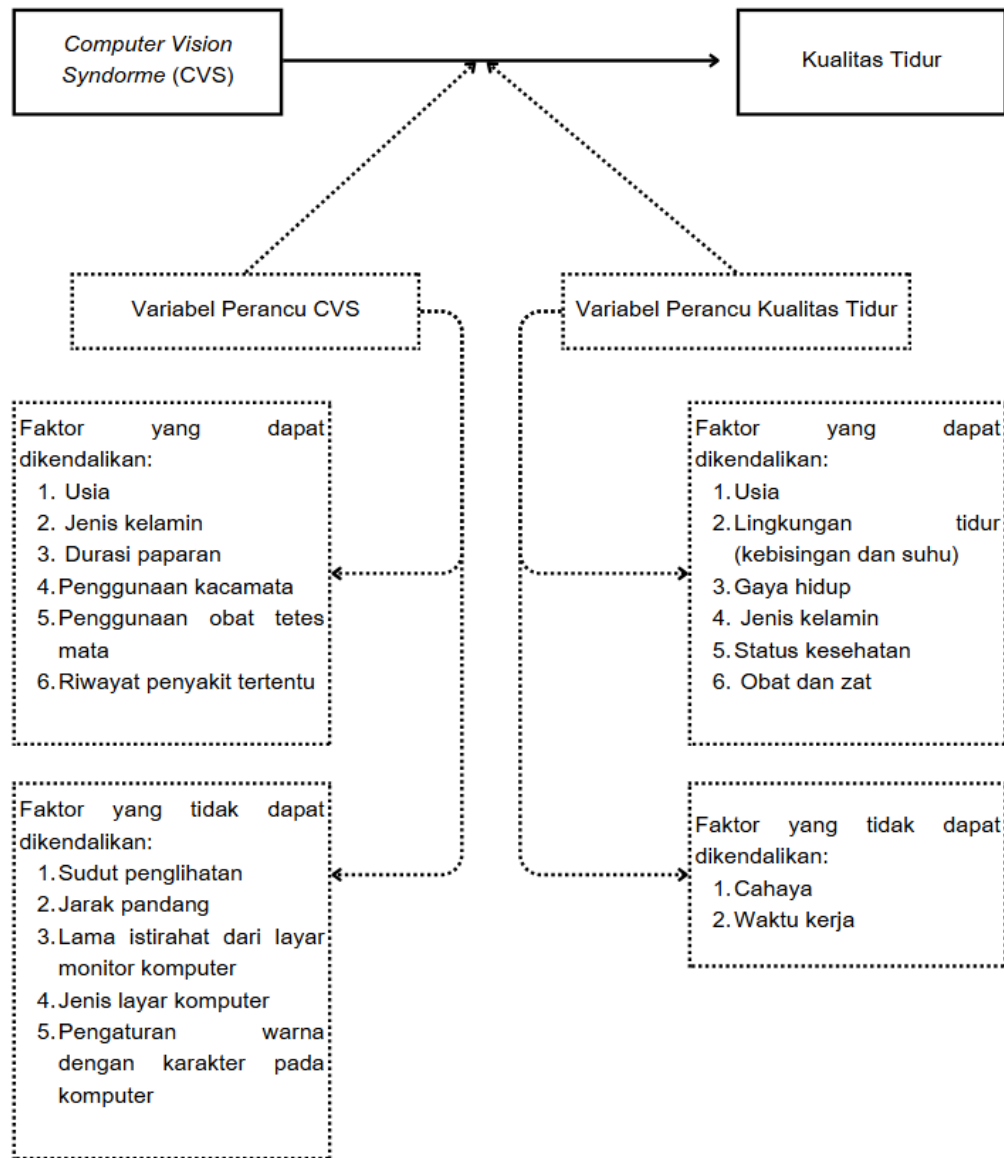 Computer Vision
Syndorme (CVS)
Kualitas Tidur
Variabel Perancu CVS
Variabel Perancu Kualitas Tidur
Faktor yang dapat
dikendalikan:
1. Usia
2. Jenis kelamin
3. Durasi paparan
4. Penggunaan kacamata
5. Penggunaan obat tetes
mata
6. Riwayat penyakit tertentu
Faktor yang dapat
dikendalikan:
1. Usia
2. Lingkungan tidur
(kebisingan dan suhu)
3. Gaya hidup
4. Jenis kelamin
5. Status kesehatan
6. Obat dan zat
Faktor yang tidak dapat
dikendalikan:
1. Sudut penglihatan
2. Jarak pandang
3. Lama istirahat dari layar
monitor komputer
4. Jenis layar komputer
5. Pengaturan warna
dengan karakter pada
komputer
Faktor yang tidak dapat
dikendalikan:
1. Cahaya
2. Waktu kerja